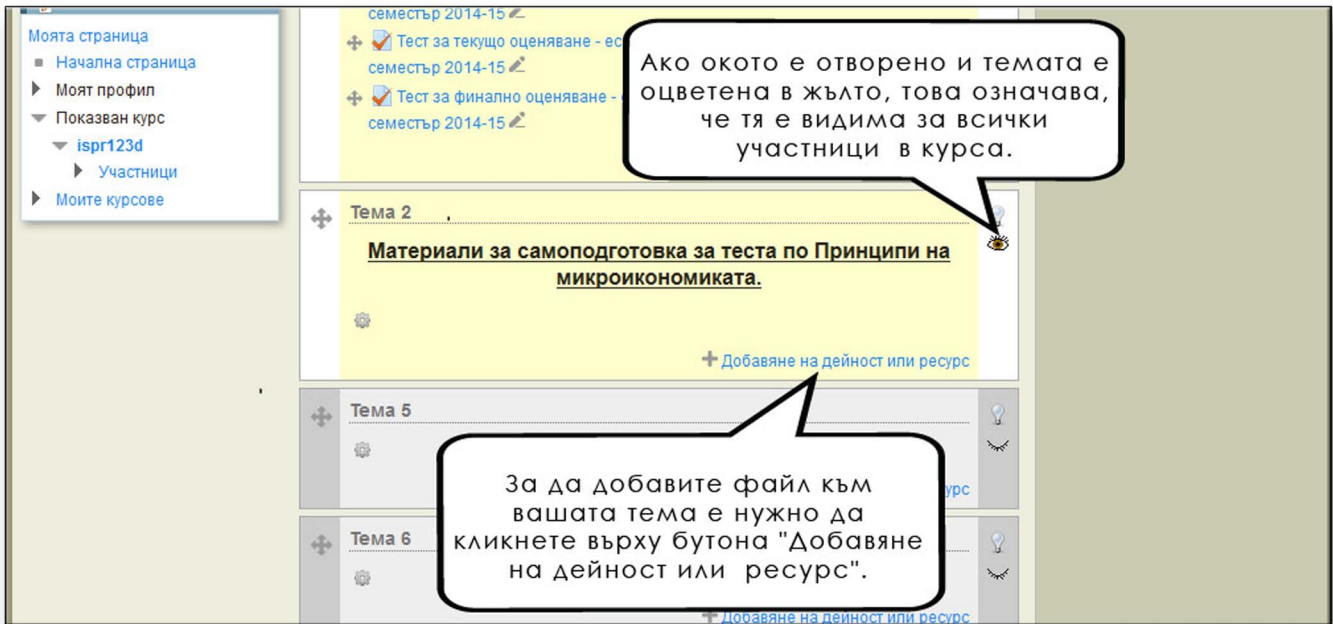 Моята страница
Начална страница
Моят профил
Показван курс
ispr123d
Участници
Моите курсове
семестър 2014-15
Тест за текущо оценяване - ес
семестър 2014-15
Тест за финално оценяване -
семестър 2014-15
Ако окото е отворено и темата е
оцветена в жълто, това означава,
че тя е видима за всички
участници в курса.
Тема 2
Материали за самоподготовка за теста по Принципи на
микроикономиката.
Добавяне на дейност или ресурс
Тема 5
За да добавите файл към
вашата тема е нужно да
кликнете върху бутона "Добавяне
на дейност или ресурс".
урс
Тема 6
Добавяне на дейност или ресурс